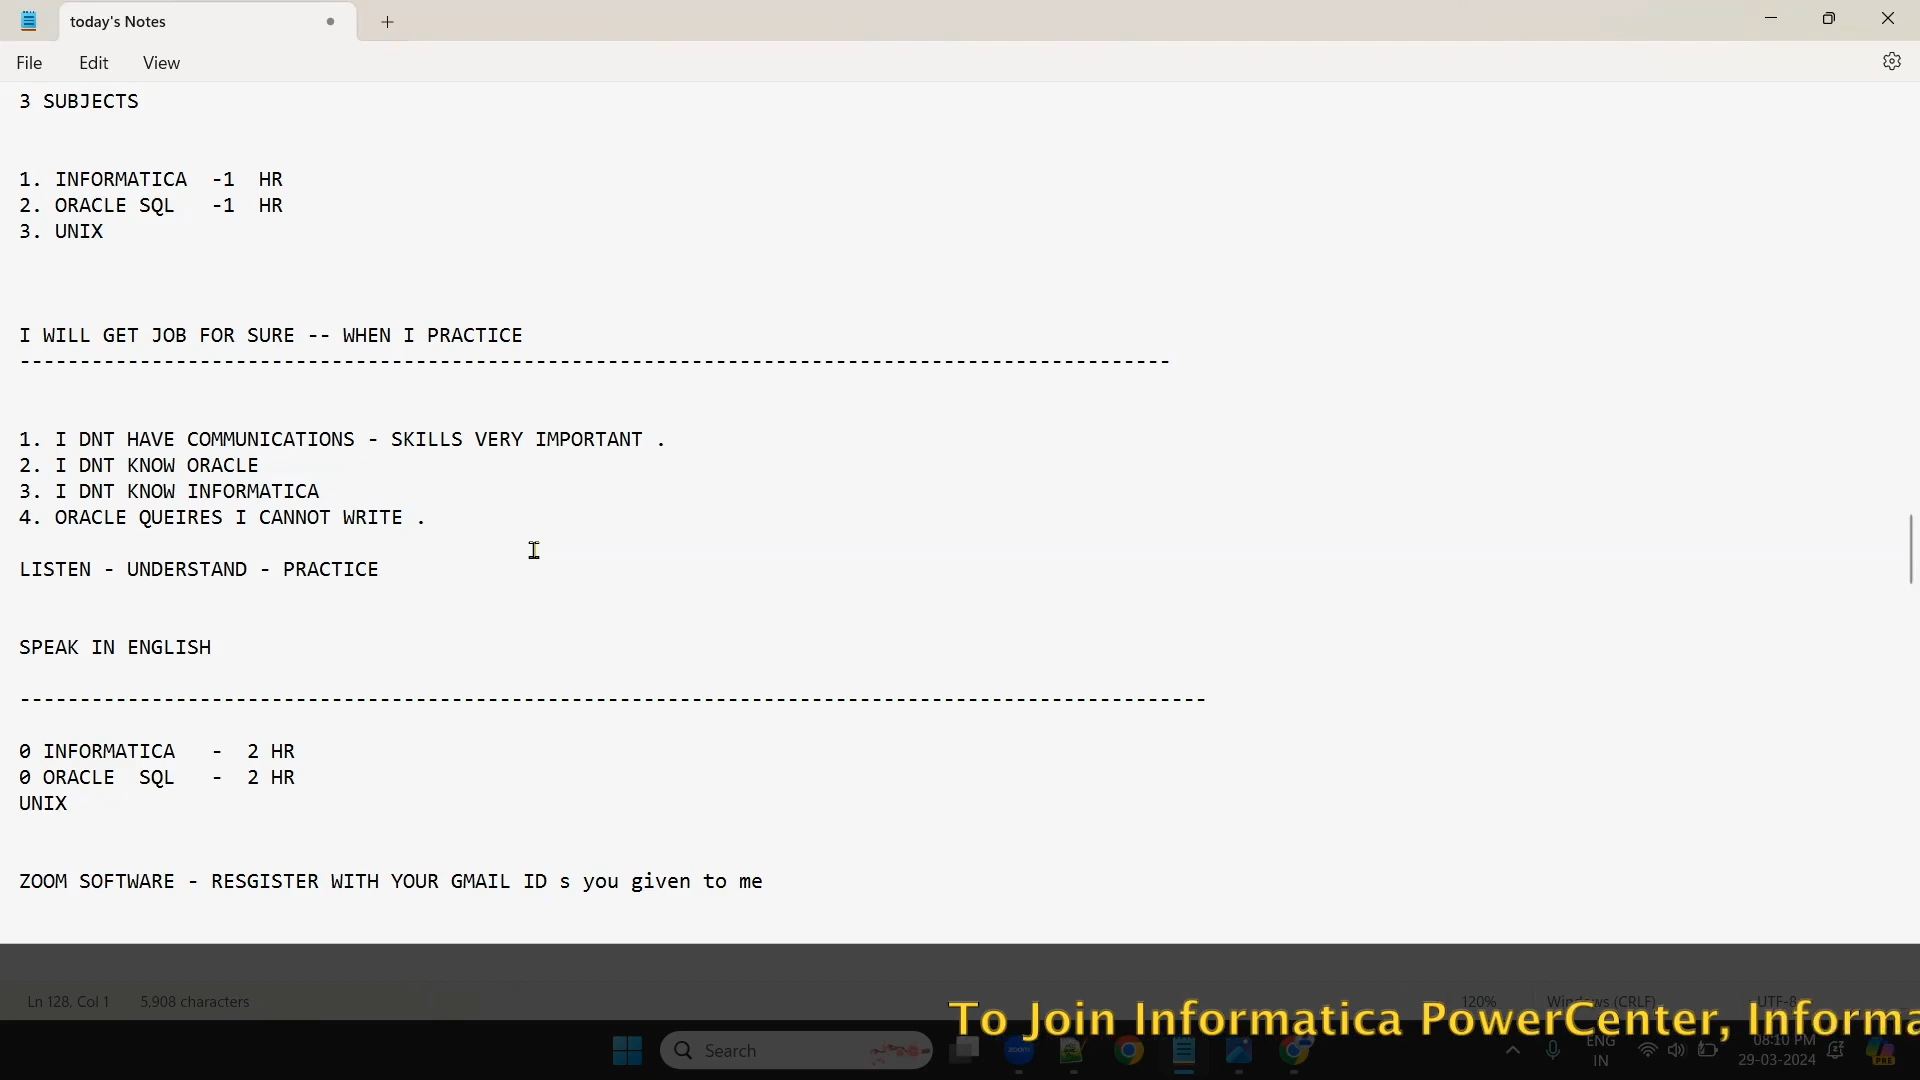 today's Notes
File Edit View
3 SUBJECTS
1. INFORMATICA -1 HR
2. ORACLE SQL -1 HR
3. UNIX
I WILL GET JOB FOR SURE -- WHEN I PRACTICE
------------------------------------------------------------------------------------------------
1. I DNT HAVE COMMUNICATIONS - SKILLS VERY IMPORTANT .
2. I DNT KNOW ORACLE
3. I DNT KNOW INFORMATICA
4. ORACLE QUEIRES I CANNOT WRITE .
LISTEN - UNDERSTAND - PRACTICE
SPEAK IN ENGLISH
---------------------------------------------------------------------------------------------------
0 INFORMATICA - 2 HR
0 ORACLE SQL - 2 HR
UNIX
ZOOM SOFTWARE - RESGISTER WITH YOUR GMAIL ID s you given to me
Ln 128, Col 1 5,908 characters 120% Windows (CRLF) UTF-8
To Join Informatica PowerCenter, Informa
Search zoom ENG 08:10 PM
IN 29-03-2024 PRE